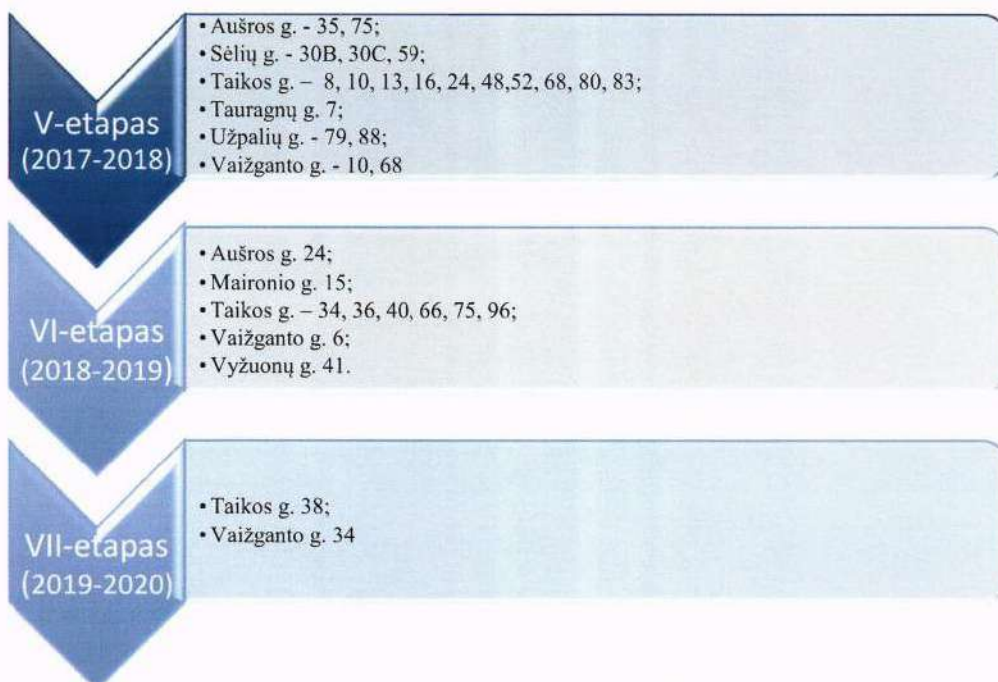 V-etapas
(2017-2018)
• Aušros g. - 35, 75;
• Sėlių g. - 30B, 30C, 59;
• Taikos g. – 8, 10, 13, 16, 24, 48,52, 68, 80, 83;
• Tauragnų g. 7;
• Užpalių g. - 79, 88;
• Vaižganto g. - 10, 68
VI-etapas
(2018-2019)
• Aušros g. 24;
• Maironio g. 15;
• Taikos g. – 34, 36, 40, 66, 75, 96;
• Vaižganto g. 6;
• Vyžuonų g. 41.
VII-etapas
(2019-2020)
• Taikos g. 38;
• Vaižganto g. 34